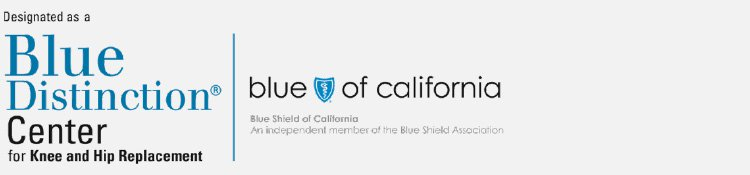 Designated as a
Blue
Distinction®
Center
for Knee and Hip Replacement
blue of california
Blue Shield of California
An independent member of the Blue Shield Association